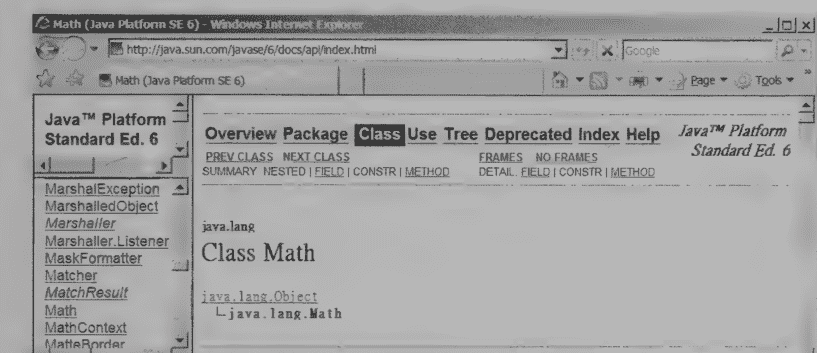 Math (Java Platform SE 6) - Windows Internet Explorer
http://java.sun.com/javase/6/docs/api/index.html
Google
Math (Java Platform SE 6)
Page
Tools
Java™ Platform
Standard Ed. 6
MarshalException
MarshalledObject
Marshaller
Marshaller.Listener
MaskFormatter
Matcher
MatchResult
Math
MathContext
MatteBorder
Overview Package Class Use Tree Deprecated Index Help
Java™ Platform
Standard Ed. 6
PREV CLASS NEXT CLASS
FRAMES NO FRAMES
SUMMARY NESTED | FIELD | CONSTR | METHOD
DETAIL. FIELD | CONSTR | METHOD
java.lang
Class Math
java.lang.Object
java.lang.Math